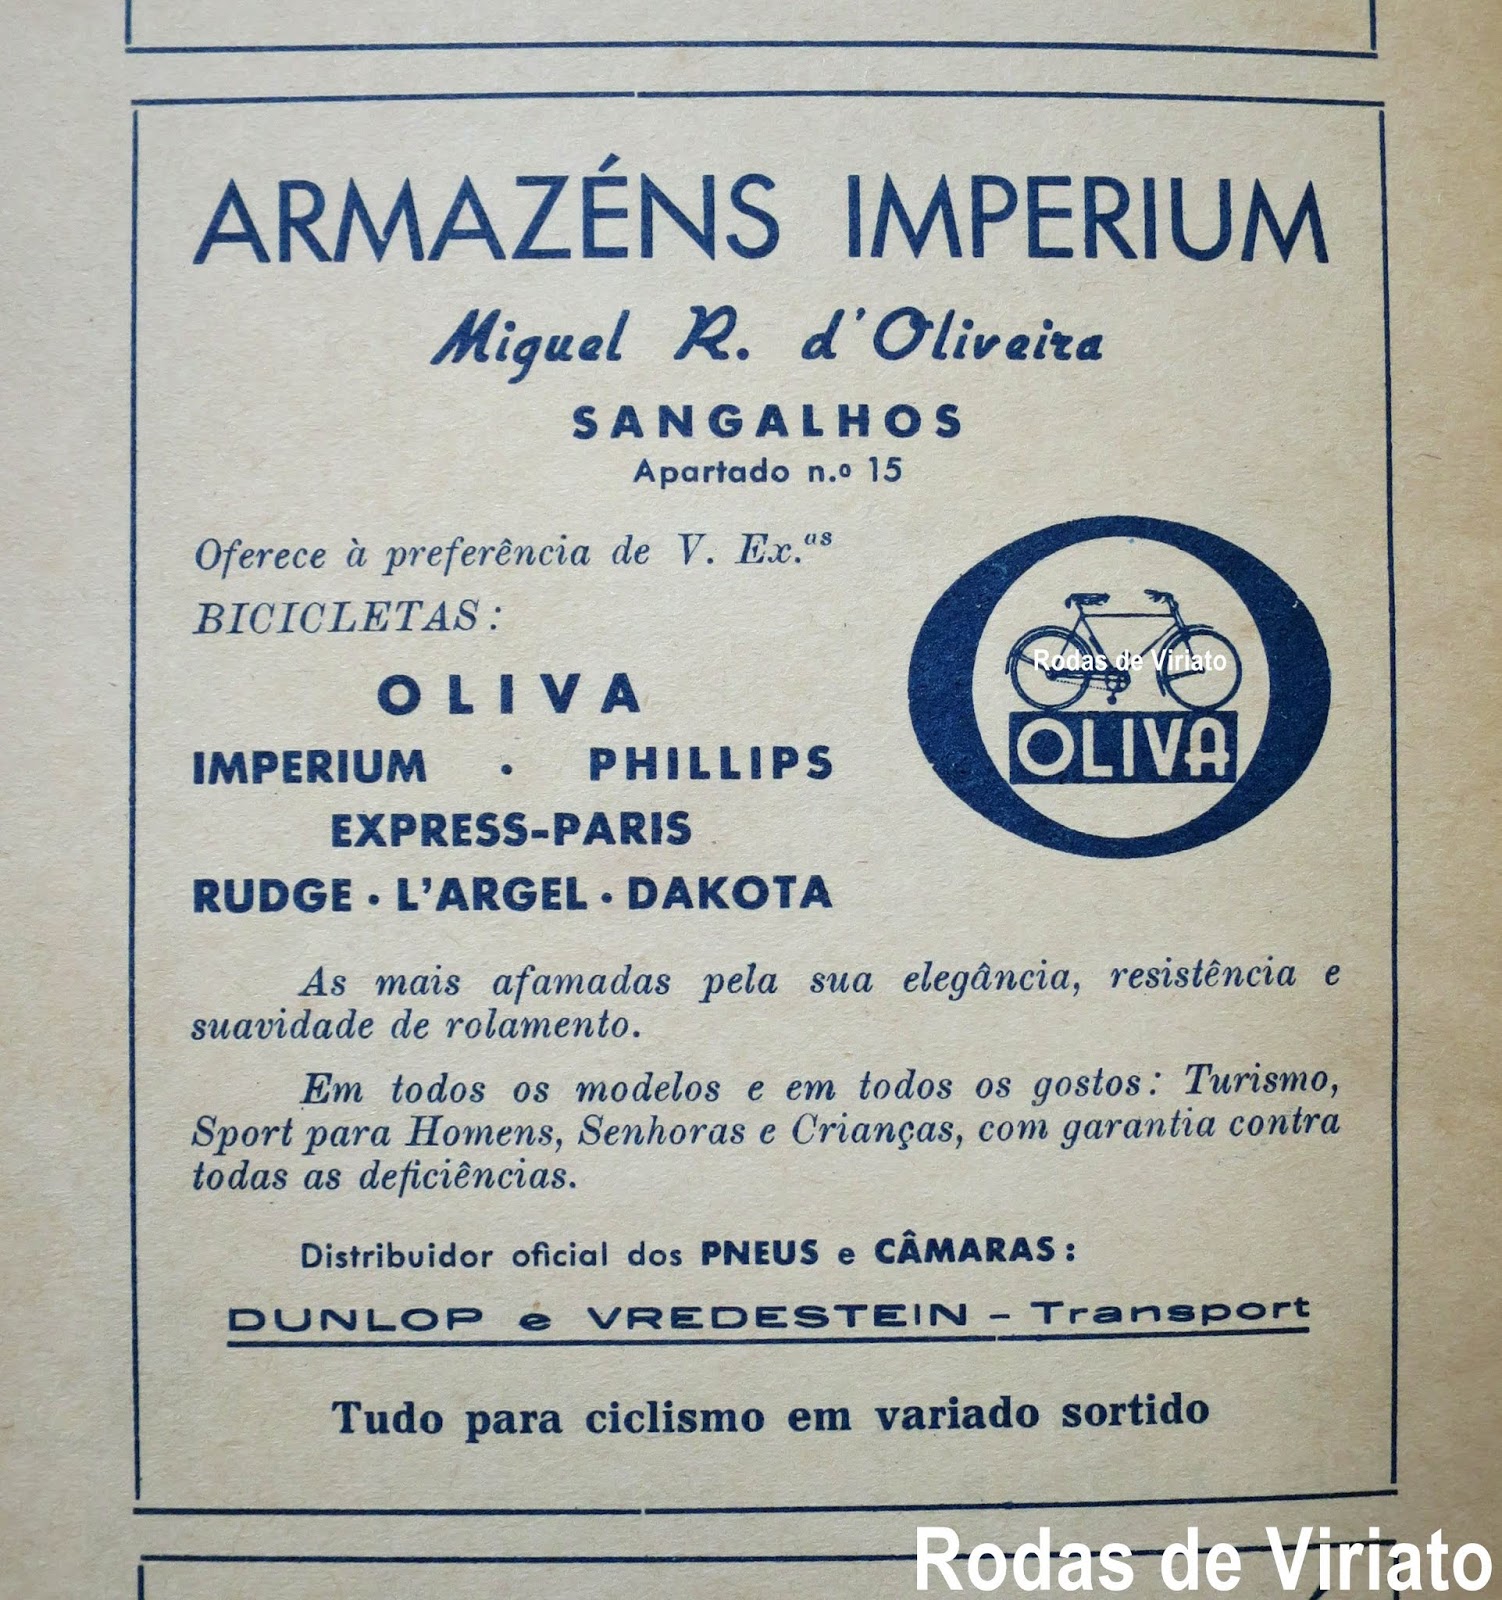 ARMAZÉNS IMPERIUM
Miguel R. d'Oliveira
SANGALHOS
Apartado n.º 15
Oferece à preferência de V. Ex.ᵃˢ
BICICLETAS:
OLIVA
IMPERIUM · PHILLIPS
EXPRESS-PARIS
RUDGE · L'ARGEL · DAKOTA
Rodas de Viriato
OLIVA
As mais afamadas pela sua elegância, resistência e
suavidade de rolamento.
Em todos os modelos e em todos os gostos: Turismo,
Sport para Homens, Senhoras e Crianças, com garantia contra
todas as deficiências.
Distribuidor oficial dos PNEUS e CÂMARAS:
DUNLOP e VREDESTEIN - Transport
Tudo para ciclismo em variado sortido
Rodas de Viriato